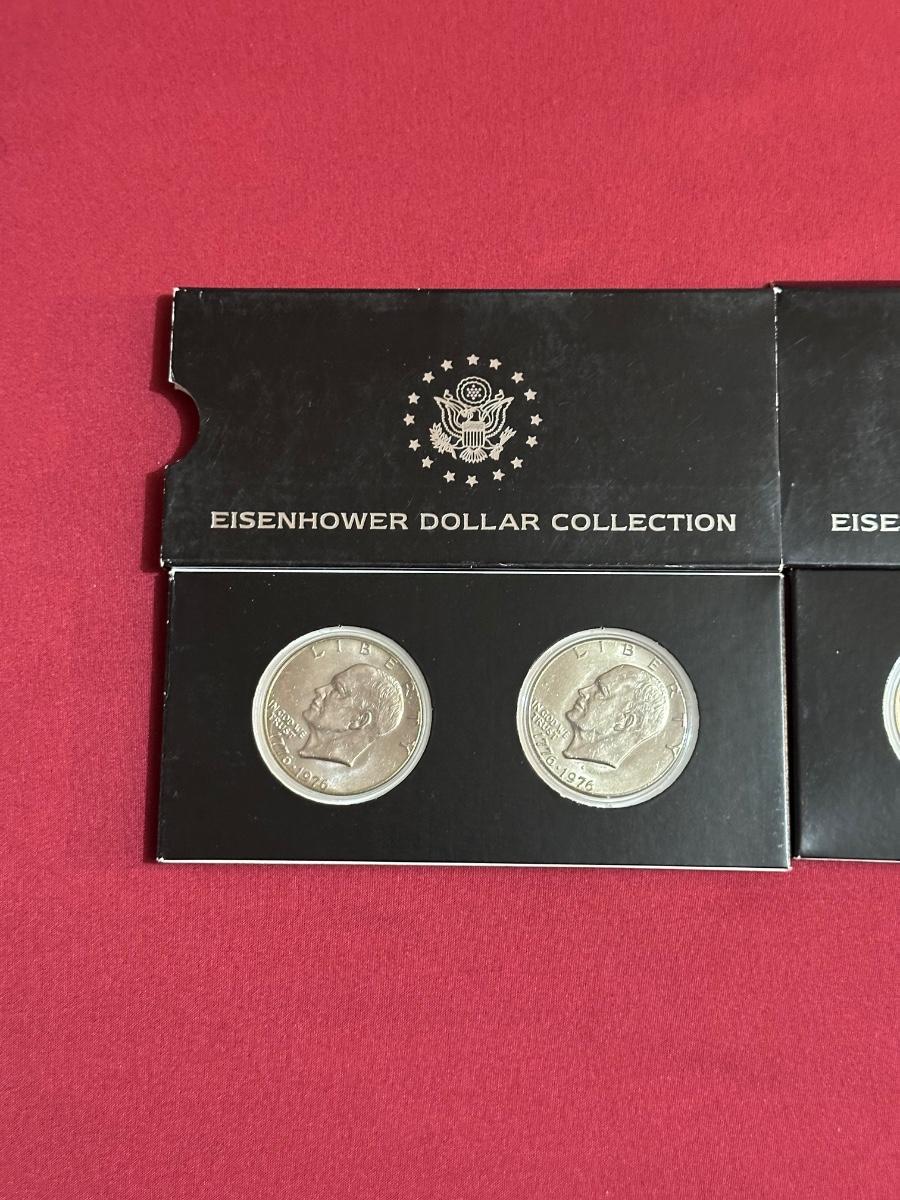 EISENHOWER DOLLAR COLLECTION
EISE
LIBERTY
IN GOD WE
TRUST
1776·1976
LIBERTY
IN GOD WE
TRUST
1776·1976